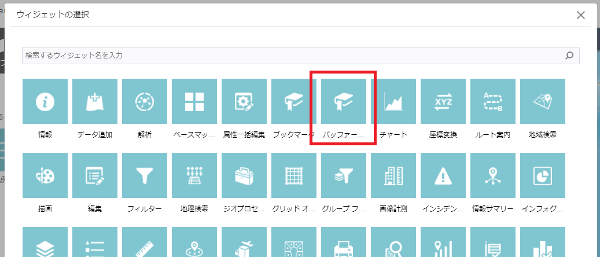 ウィジェットの選択
検索するウィジェット名を入力
情報 データ追加 解析 ベースマッ... 属性一括編集 ブックマーク バッファー... チャート 座標変換 ルート案内 地域検索
XYZ
描画 編集 フィルター 地理検索 ジオプロセ... グリッド オ... グループ フ... 画像計測 インシデン... 情報サマリー インフォグ...